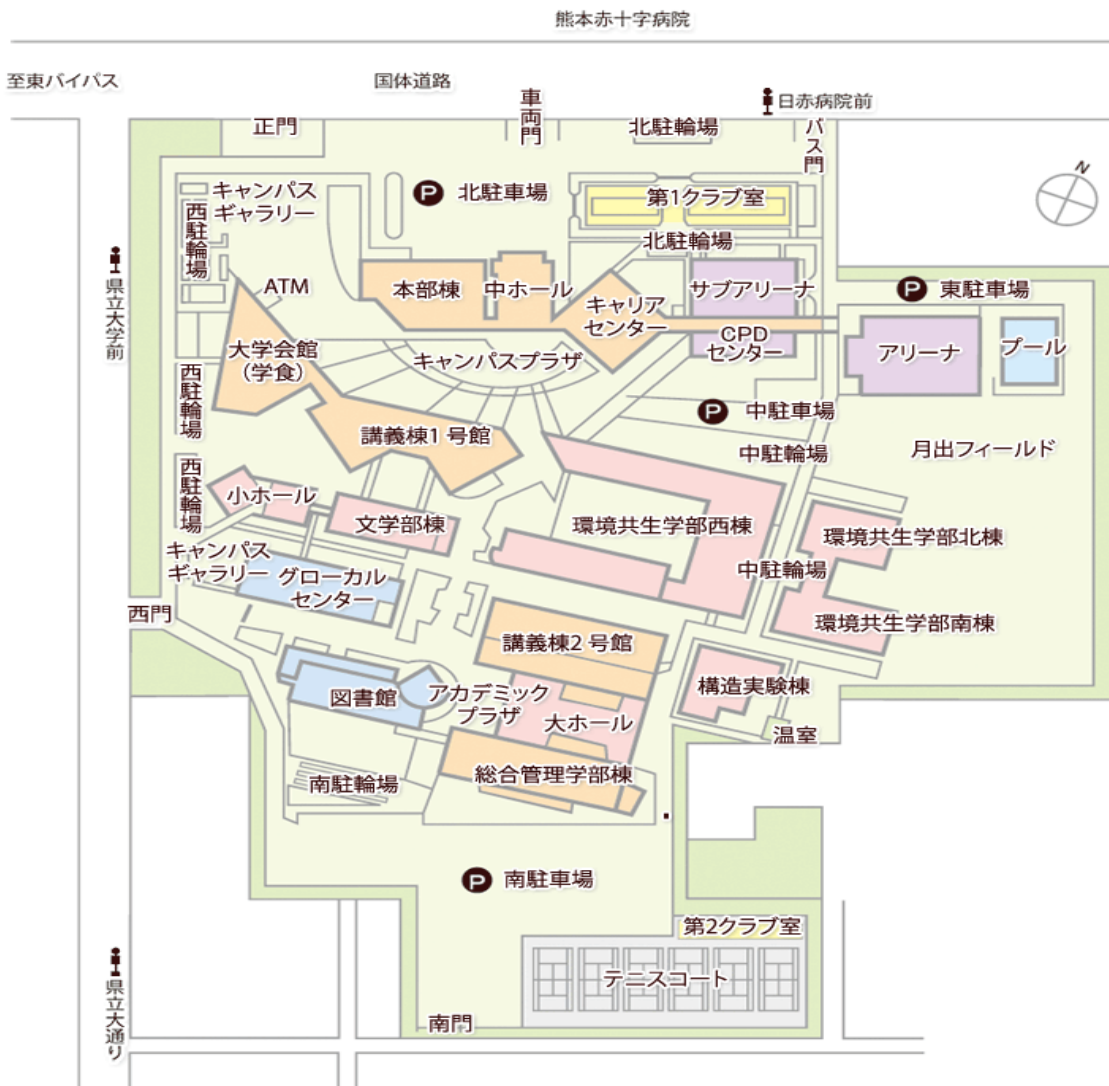 熊本赤十字病院
至東バイパス
国体道路
車両門
日赤病院前
正門
北駐輪場
バス門
N
キャンパス
ギャラリー
P 北駐車場
第1クラブ室
西駐輪場
北駐輪場
県立大学前
ATM
本部棟
中ホール
キャリア
センター
サブアリーナ
P 東駐車場
CPD
センター
大学会館
(学食)
キャンパスプラザ
アリーナ
プール
西駐輪場
P 中駐車場
講義棟1 号館
中駐輪場
月出フィールド
西駐輪場
小ホール
文学部棟
環境共生学部西棟
環境共生学部北棟
キャンパス
ギャラリー
グローカル
センター
中駐輪場
西門
環境共生学部南棟
講義棟2 号館
図書館
アカデミック
プラザ
構造実験棟
大ホール
温室
南駐輪場
総合管理学部棟
P 南駐車場
第2クラブ室
テニスコート
県立大通り
南門